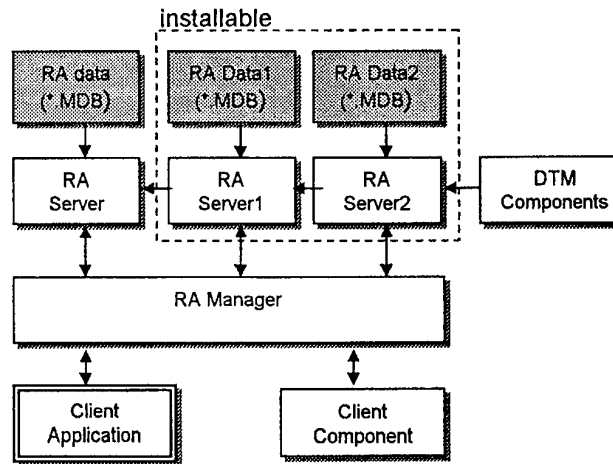 installable
RA data
(*.MDB)
RA Data1
(*.MDB)
RA Data2
(*.MDB)
RA
Server
RA
Server1
RA
Server2
DTM
Components
RA Manager
Client
Application
Client
Component